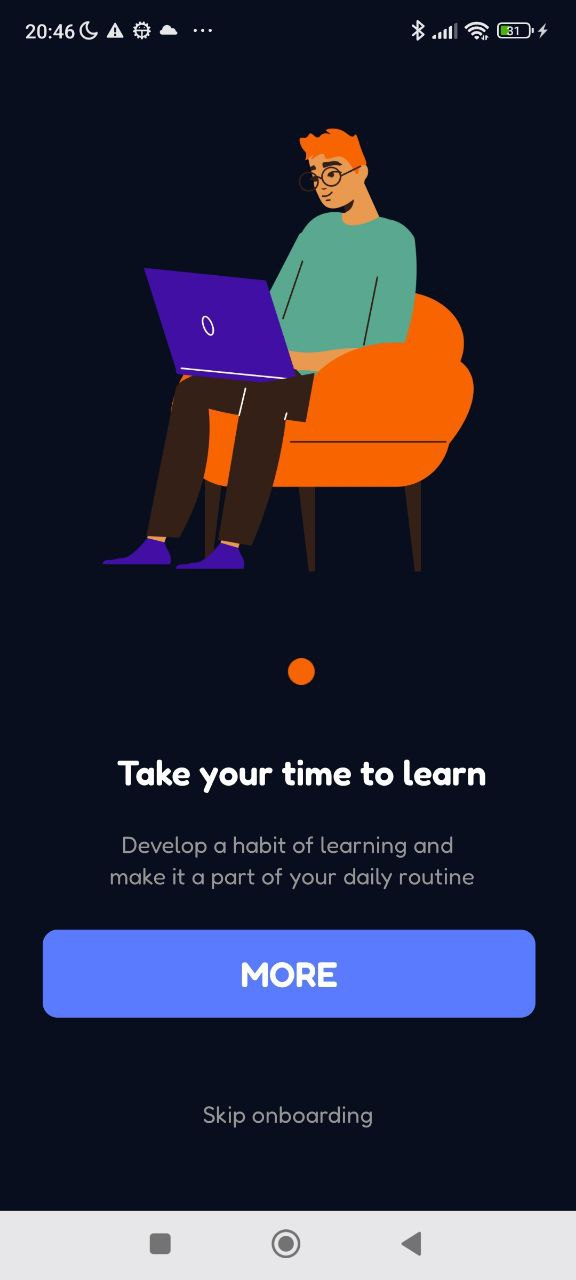 20:46
31
Take your time to learn
Develop a habit of learning and
make it a part of your daily routine
MORE
Skip onboarding